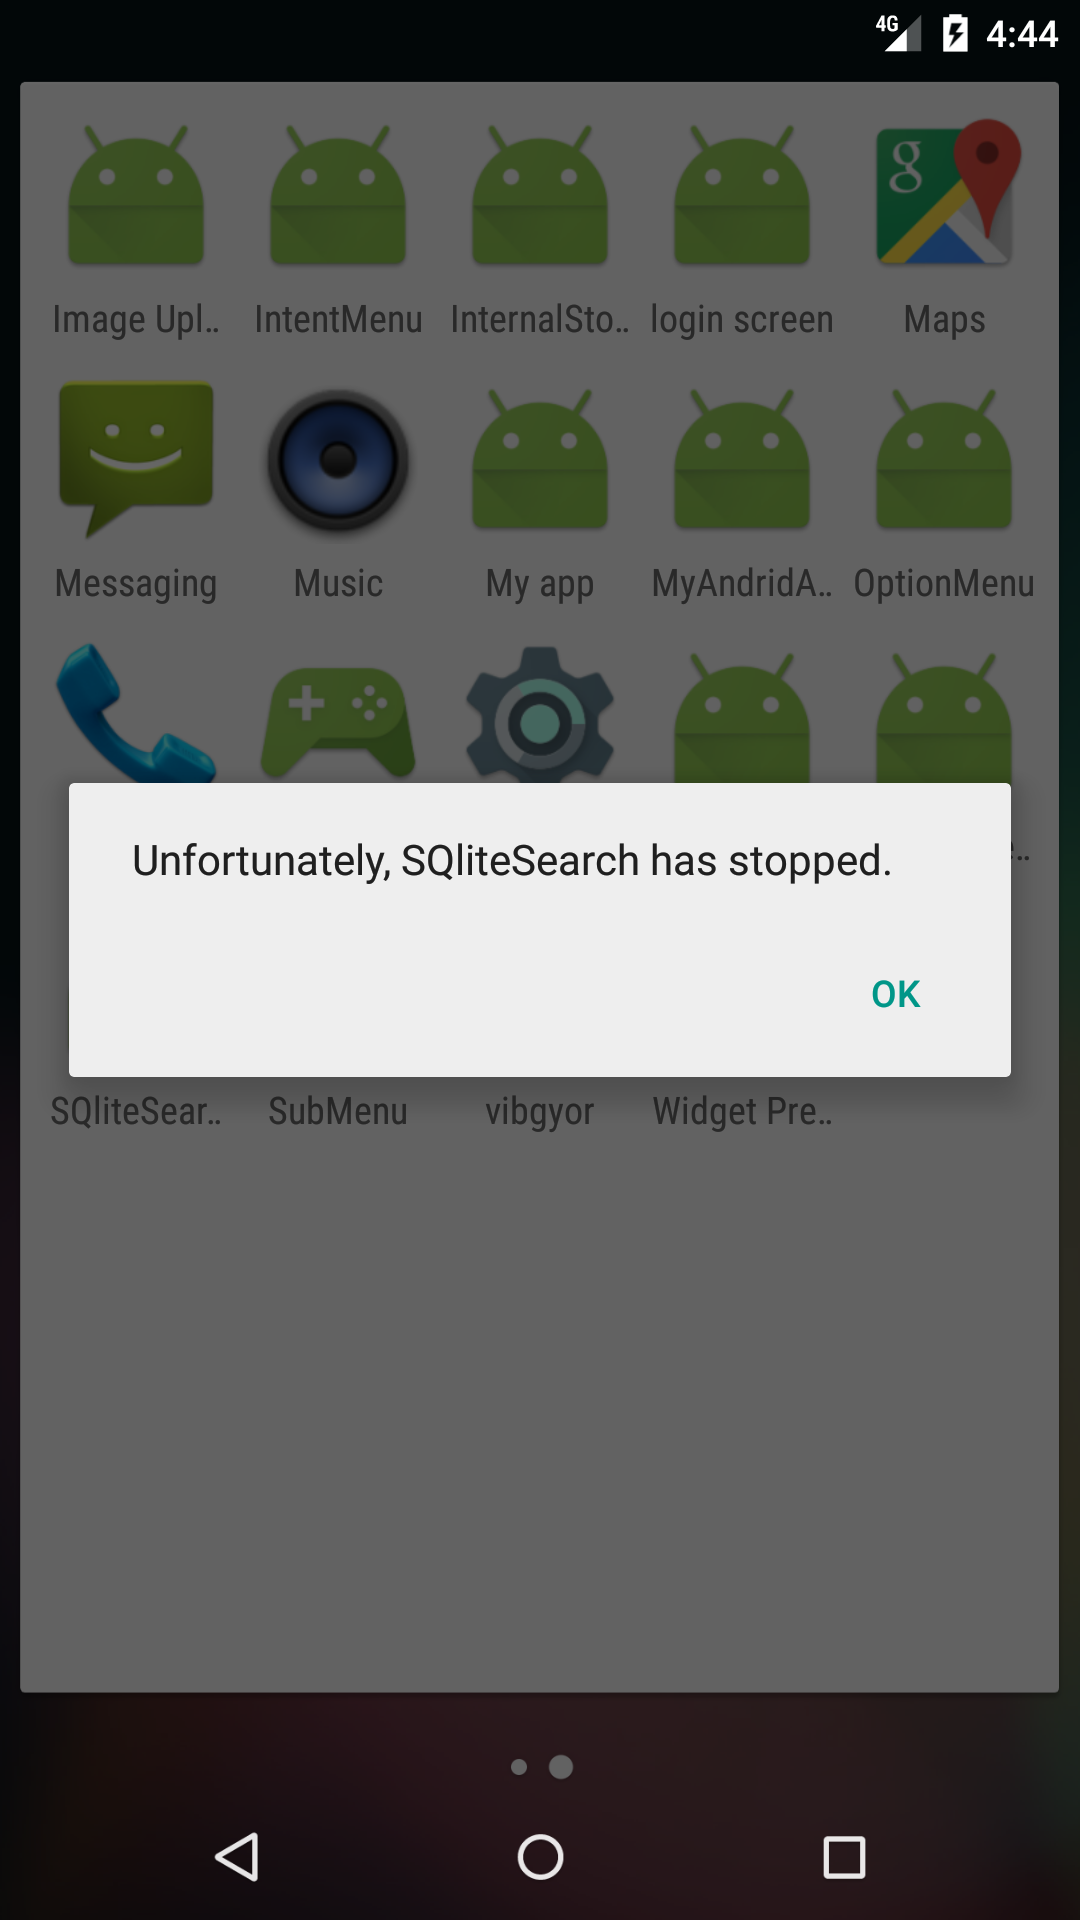 4G 4:44
g
Image Upl... IntentMenu InternalSto... login screen Maps
Messaging Music My app MyAndridA... OptionMenu
Unfortunately, SQliteSearch has stopped.
OK
SQliteSear... SubMenu vibgyor Widget Pre...